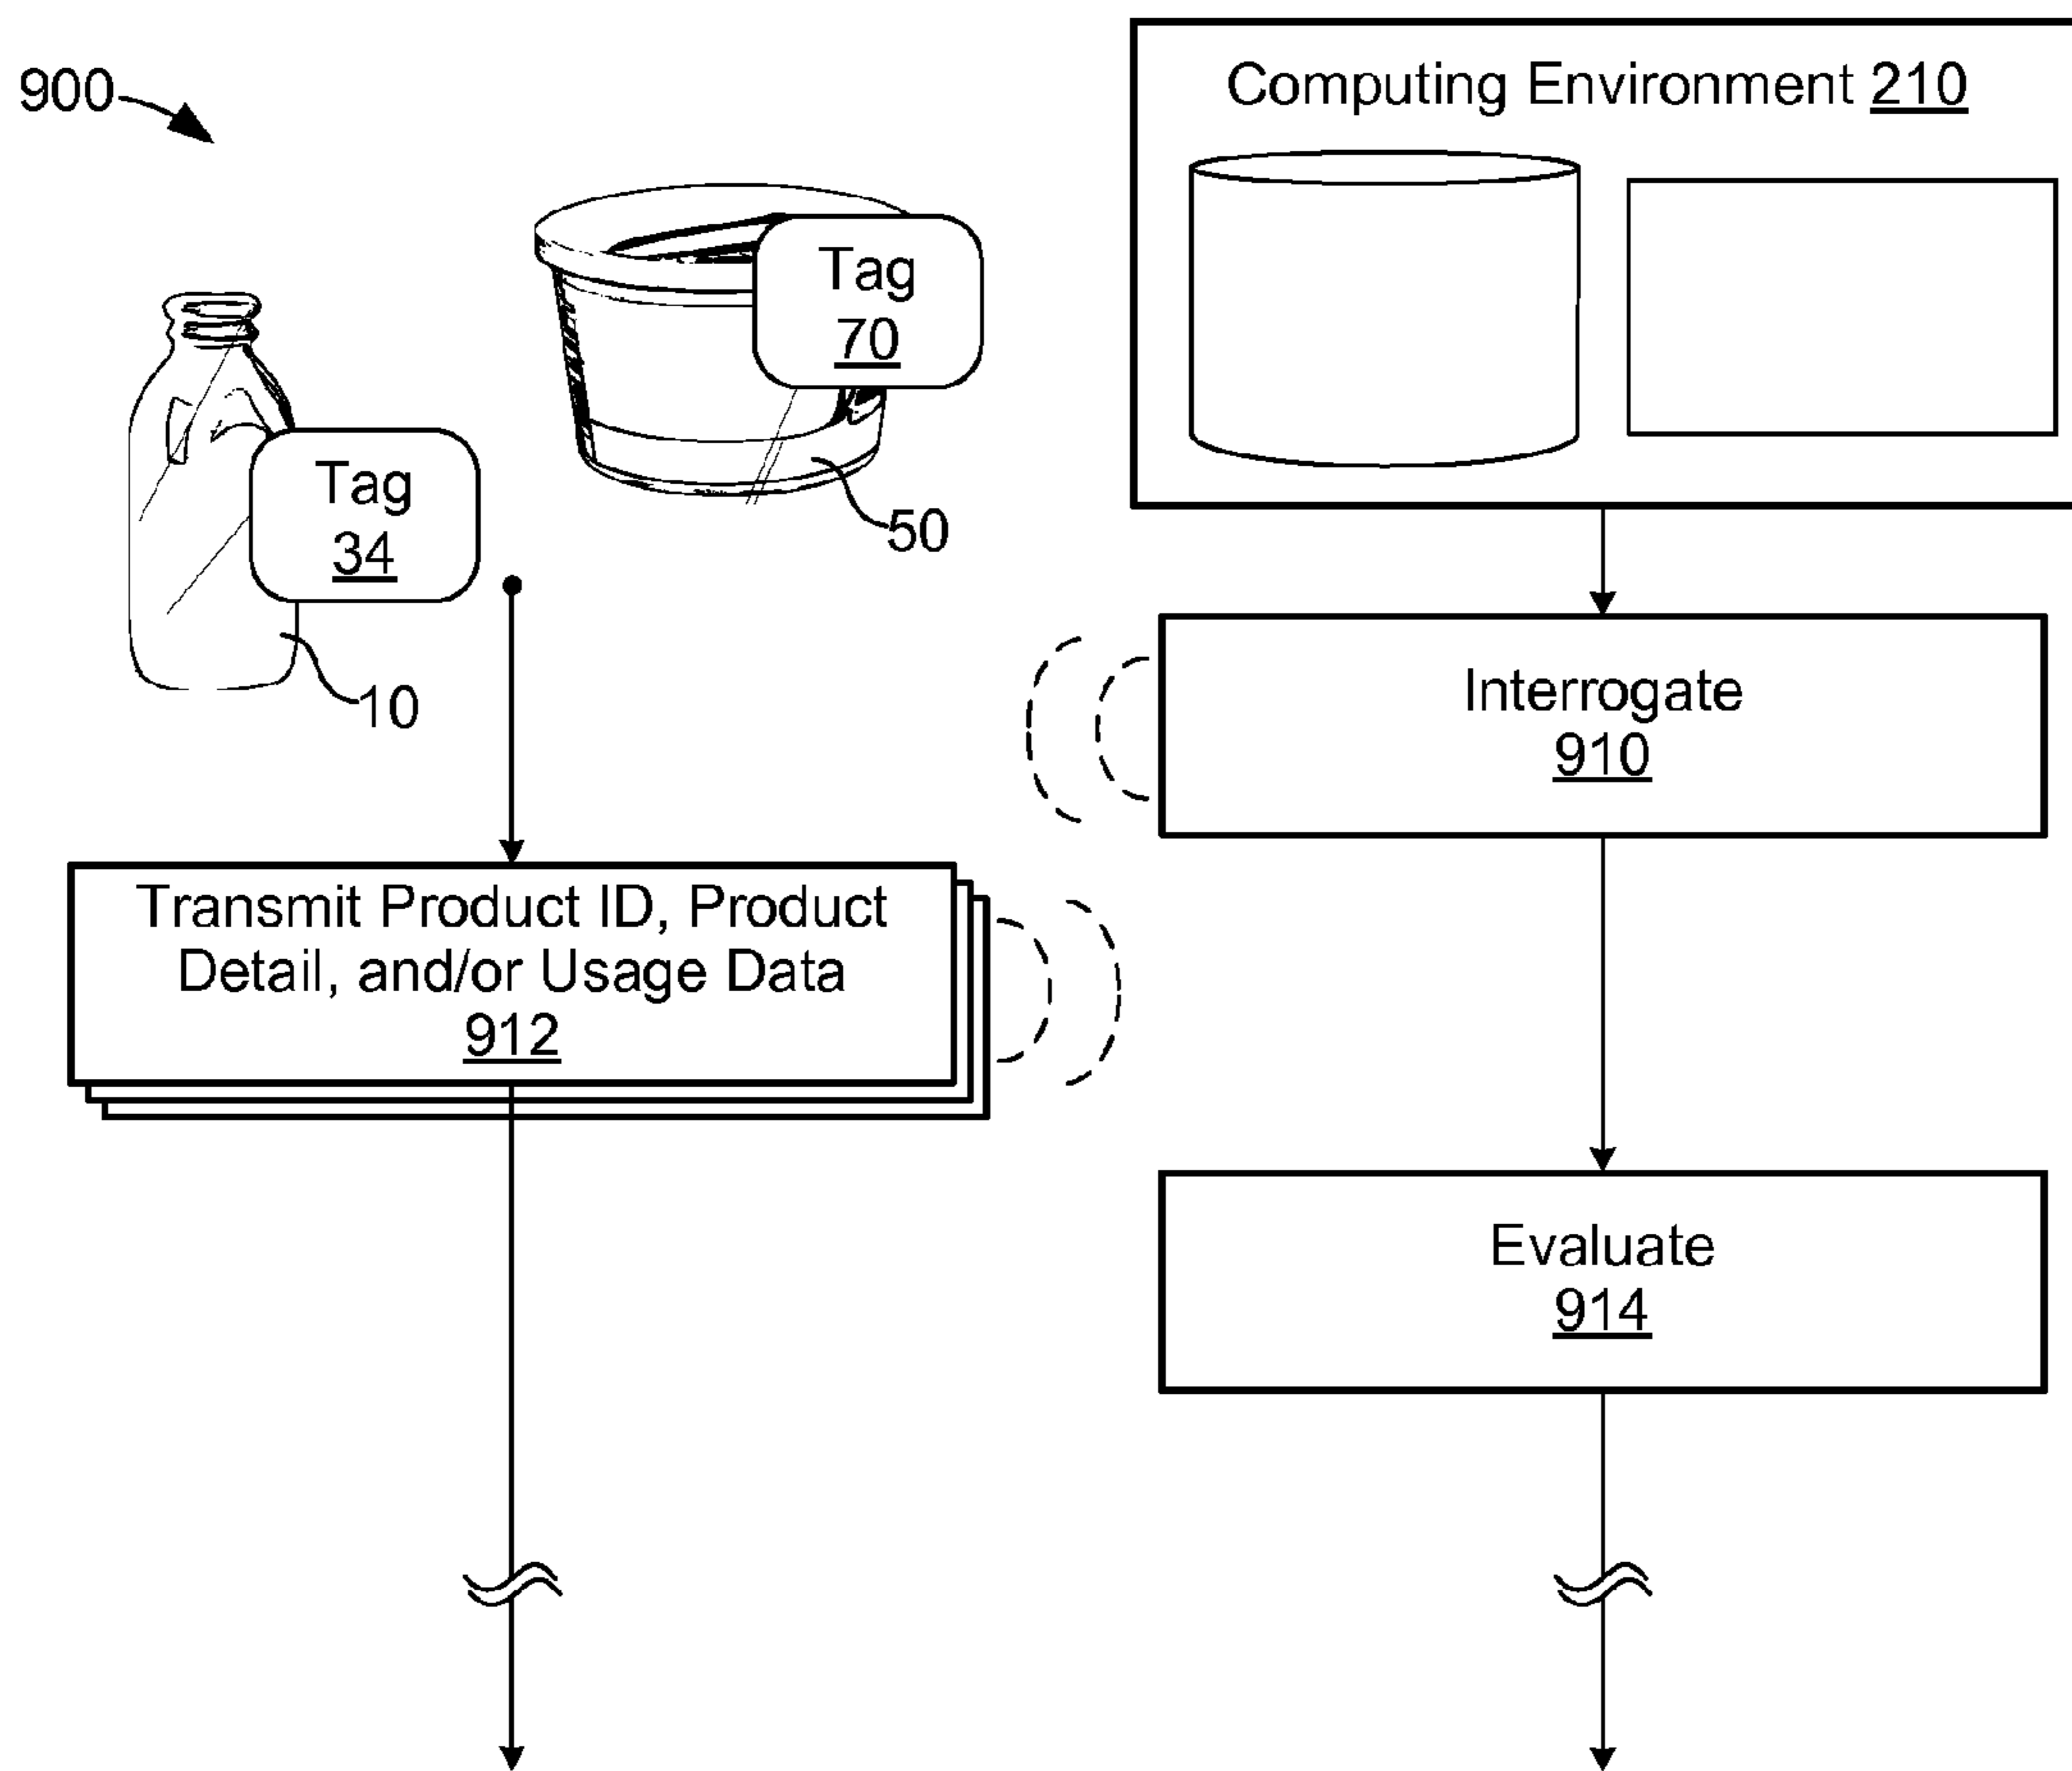 900
Computing Environment 210
Tag
70
Tag
34
50
10
Interrogate
910
Transmit Product ID, Product
Detail, and/or Usage Data
912
Evaluate
914